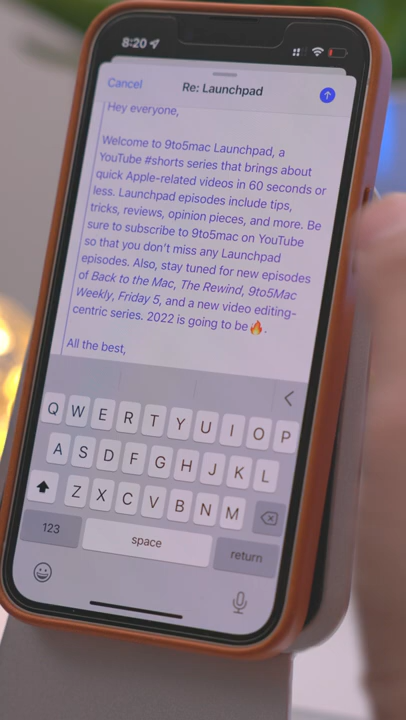 8:20
Cancel
Re: Launchpad
Hey everyone,
Welcome to 9to5mac Launchpad, a
YouTube #shorts series that brings about
quick Apple-related videos in 60 seconds or
less. Launchpad episodes include tips,
tricks, reviews, opinion pieces, and more. Be
sure to subscribe to 9to5mac on YouTube
so that you don't miss any Launchpad
episodes. Also, stay tuned for new episodes
of Back to the Mac, The Rewind, 9to5Mac
Weekly, Friday 5, and a new video editing-
centric series. 2022 is going to be🔥.
All the best,
Q W E R T Y U I O P
A S D F G H J K L
Z X C V B N M
123 space return